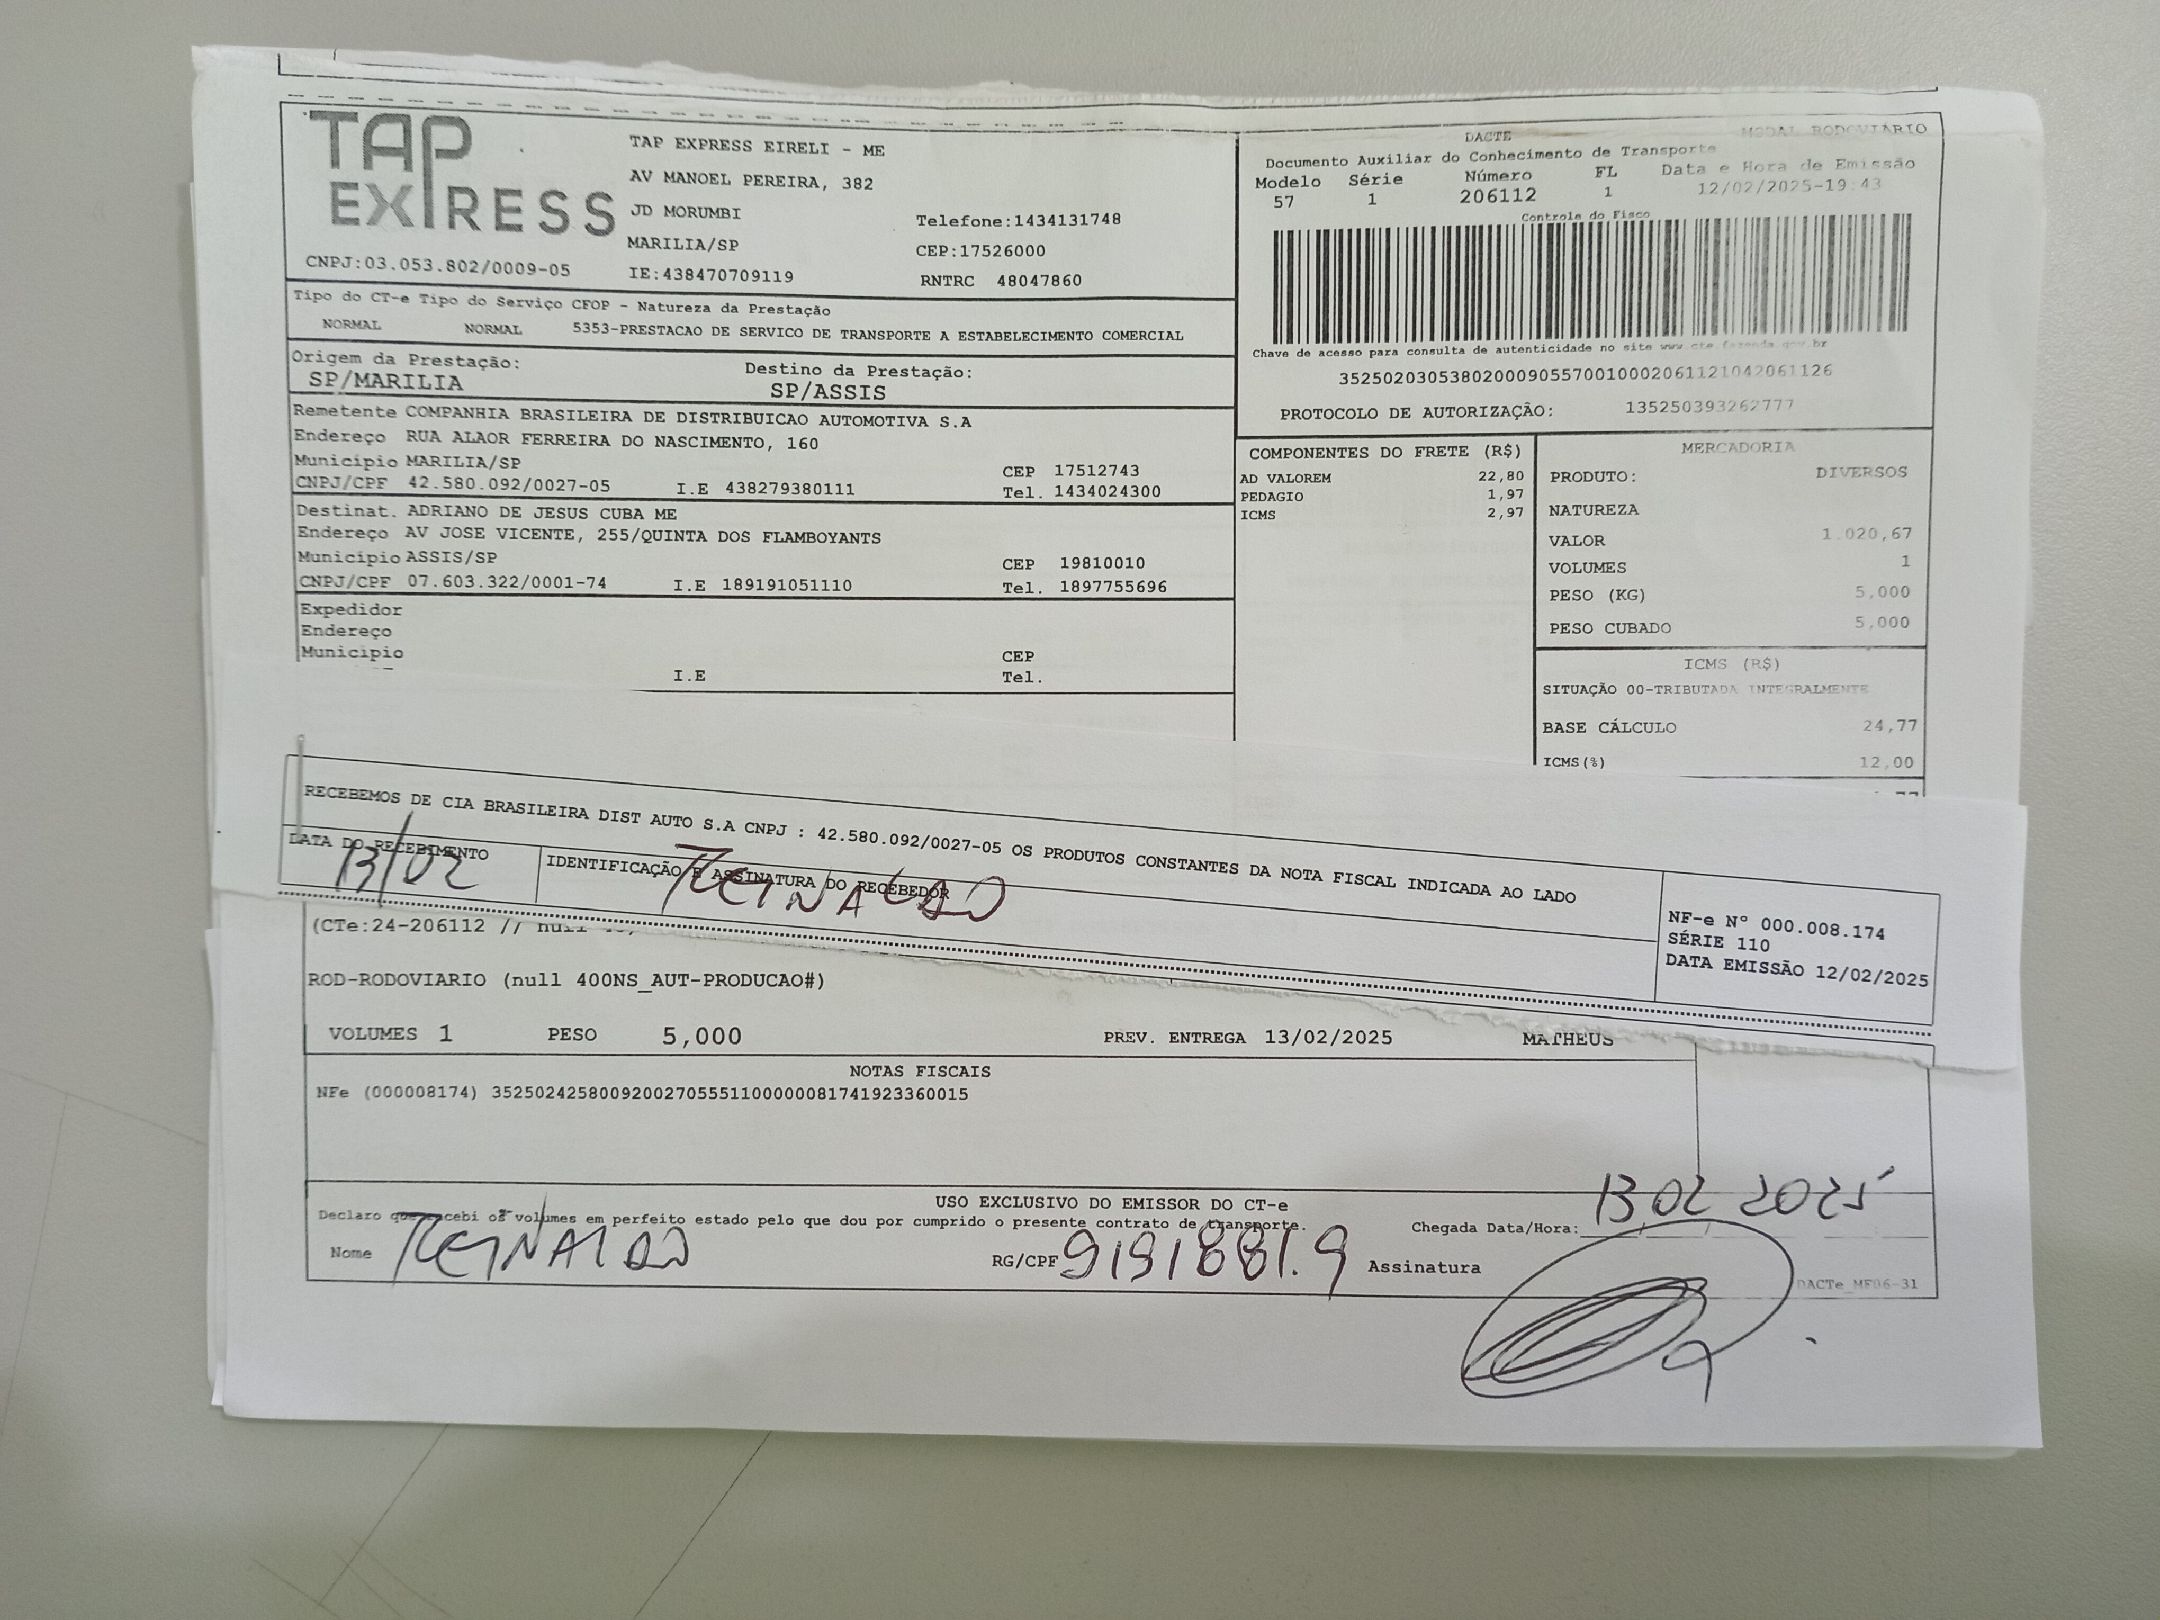 TAP EXPRESS
TAP EXPRESS EIRELI - ME
AV MANOEL PEREIRA, 382
JD MORUMBI
Telefone:1434131748
MARILIA/SP
CEP:17526000
CNPJ:03.053.802/0009-05
IE:438470709119
RNTRC 48047860
DACTE
MODAL RODOVIÁRIO
Documento Auxiliar do Conhecimento de Transporte
Modelo Série Número FL Data e Hora de Emissão
57 1 206112 1 12/02/2025-19:43
Controle do Fisco
Chave de acesso para consulta de autenticidade no site www.cte.fazenda.gov.br
35250203053802000905570010002061121042061126
PROTOCOLO DE AUTORIZAÇÃO: 135250393262777
Tipo do CT-e Tipo do Serviço CFOP - Natureza da Prestação
NORMAL NORMAL 5353-PRESTACAO DE SERVICO DE TRANSPORTE A ESTABELECIMENTO COMERCIAL
Origem da Prestação: Destino da Prestação:
SP/MARILIA SP/ASSIS
Remetente COMPANHIA BRASILEIRA DE DISTRIBUICAO AUTOMOTIVA S.A
Endereço RUA ALAOR FERREIRA DO NASCIMENTO, 160
Municipio MARILIA/SP CEP 17512743
CNPJ/CPF 42.580.092/0027-05 I.E 438279380111 Tel. 1434024300
Destinat. ADRIANO DE JESUS CUBA ME
Endereço AV JOSE VICENTE, 255/QUINTA DOS FLAMBOYANTS
Municipio ASSIS/SP CEP 19810010
CNPJ/CPF 07.603.322/0001-74 I.E 189191051110 Tel. 1897755696
Expedidor
Endereço
Municipio CEP
I.E Tel.
COMPONENTES DO FRETE (R$)
AD VALOREM 22,80
PEDAGIO 1,97
ICMS 2,97
MERCADORIA
PRODUTO: DIVERSOS
NATUREZA
VALOR 1.020,67
VOLUMES 1
PESO (KG) 5,000
PESO CUBADO 5,000
ICMS (R$)
SITUAÇÃO 00-TRIBUTADA INTEGRALMENTE
BASE CÁLCULO 24,77
ICMS(%) 12,00
RECEBEMOS DE CIA BRASILEIRA DIST AUTO S.A CNPJ : 42.580.092/0027-05 OS PRODUTOS CONSTANTES DA NOTA FISCAL INDICADA AO LADO
DATA DO RECEBIMENTO
13/02
IDENTIFICAÇÃO E ASSINATURA DO RECEBEDOR
REINALDO
NF-e Nº 000.008.174
SÉRIE 110
DATA EMISSÃO 12/02/2025
(CTe:24-206112 // null
ROD-RODOVIARIO (null 400NS_AUT-PRODUCAO#)
VOLUMES 1 PESO 5,000 PREV. ENTREGA 13/02/2025 MATHEUS
NOTAS FISCAIS
NFe (000008174) 35250242580092002705551100000081741923360015
USO EXCLUSIVO DO EMISSOR DO CT-e
Declaro que recebi os volumes em perfeito estado pelo que dou por cumprido o presente contrato de transporte.
Chegada Data/Hora: 13 02 2025
Nome REINALDO RG/CPF 9191881.9 Assinatura
DACTe_MF06-31